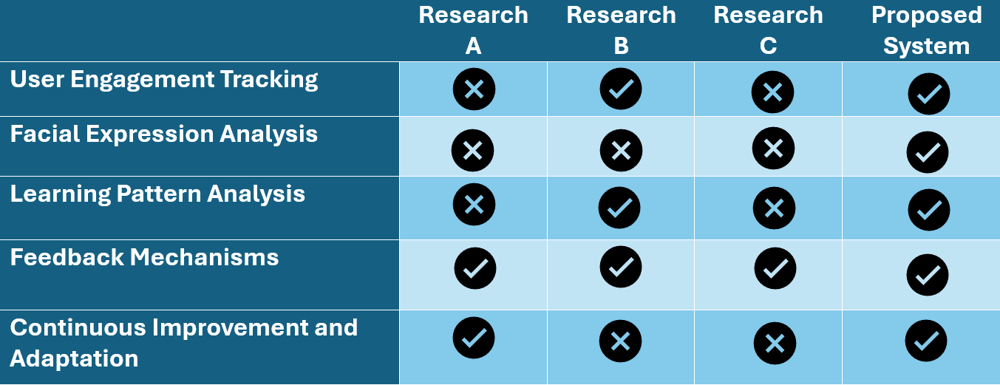 Research Research Research Proposed
A B C System
User Engagement Tracking
Facial Expression Analysis
Learning Pattern Analysis
Feedback Mechanisms
Continuous Improvement and
Adaptation